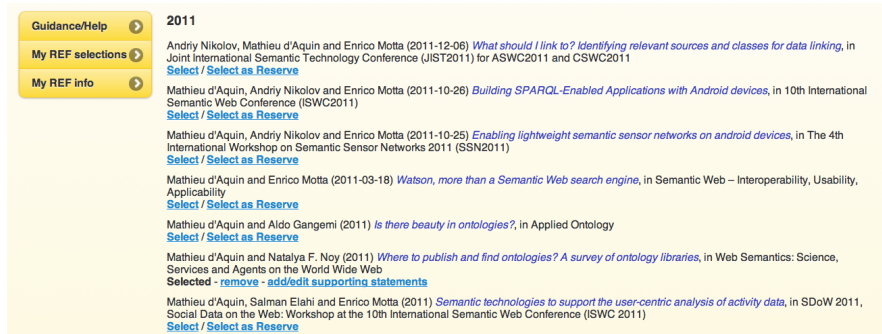 Guidance/Help
My REF selections
My REF info
2011
Andriy Nikolov, Mathieu d'Aquin and Enrico Motta (2011-12-06) What should I link to? Identifying relevant sources and classes for data linking, in
Joint International Semantic Technology Conference (JIST2011) for ASWC2011 and CSWC2011
Select / Select as Reserve
Mathieu d'Aquin, Andriy Nikolov and Enrico Motta (2011-10-26) Building SPARQL-Enabled Applications with Android devices, in 10th International
Semantic Web Conference (ISWC2011)
Select / Select as Reserve
Mathieu d'Aquin, Andriy Nikolov and Enrico Motta (2011-10-25) Enabling lightweight semantic sensor networks on android devices, in The 4th
International Workshop on Semantic Sensor Networks 2011 (SSN2011)
Select / Select as Reserve
Mathieu d'Aquin and Enrico Motta (2011-03-18) Watson, more than a Semantic Web search engine, in Semantic Web – Interoperability, Usability,
Applicability
Select / Select as Reserve
Mathieu d'Aquin and Aldo Gangemi (2011) Is there beauty in ontologies?, in Applied Ontology
Select / Select as Reserve
Mathieu d'Aquin and Natalya F. Noy (2011) Where to publish and find ontologies? A survey of ontology libraries, in Web Semantics: Science,
Services and Agents on the World Wide Web
Selected - remove - add/edit supporting statements
Mathieu d'Aquin, Salman Elahi and Enrico Motta (2011) Semantic technologies to support the user-centric analysis of activity data, in SDoW 2011,
Social Data on the Web: Workshop at the 10th International Semantic Web Conference (ISWC 2011)
Select / Select as Reserve